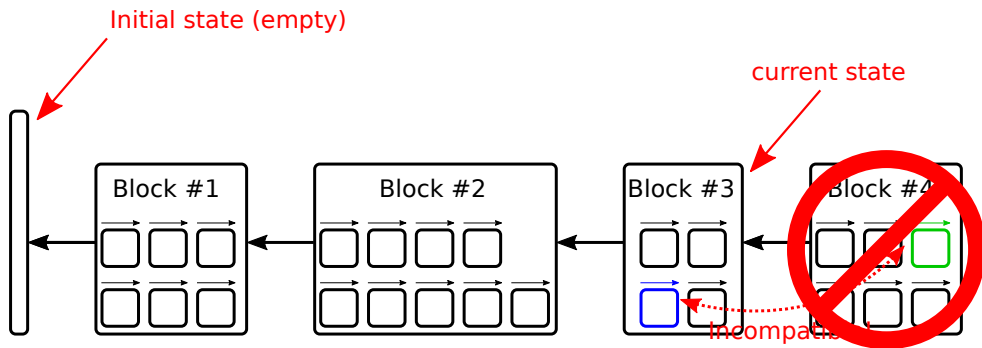 Initial state (empty)
current state
Block #1
Block #2
Block #3
Block #4